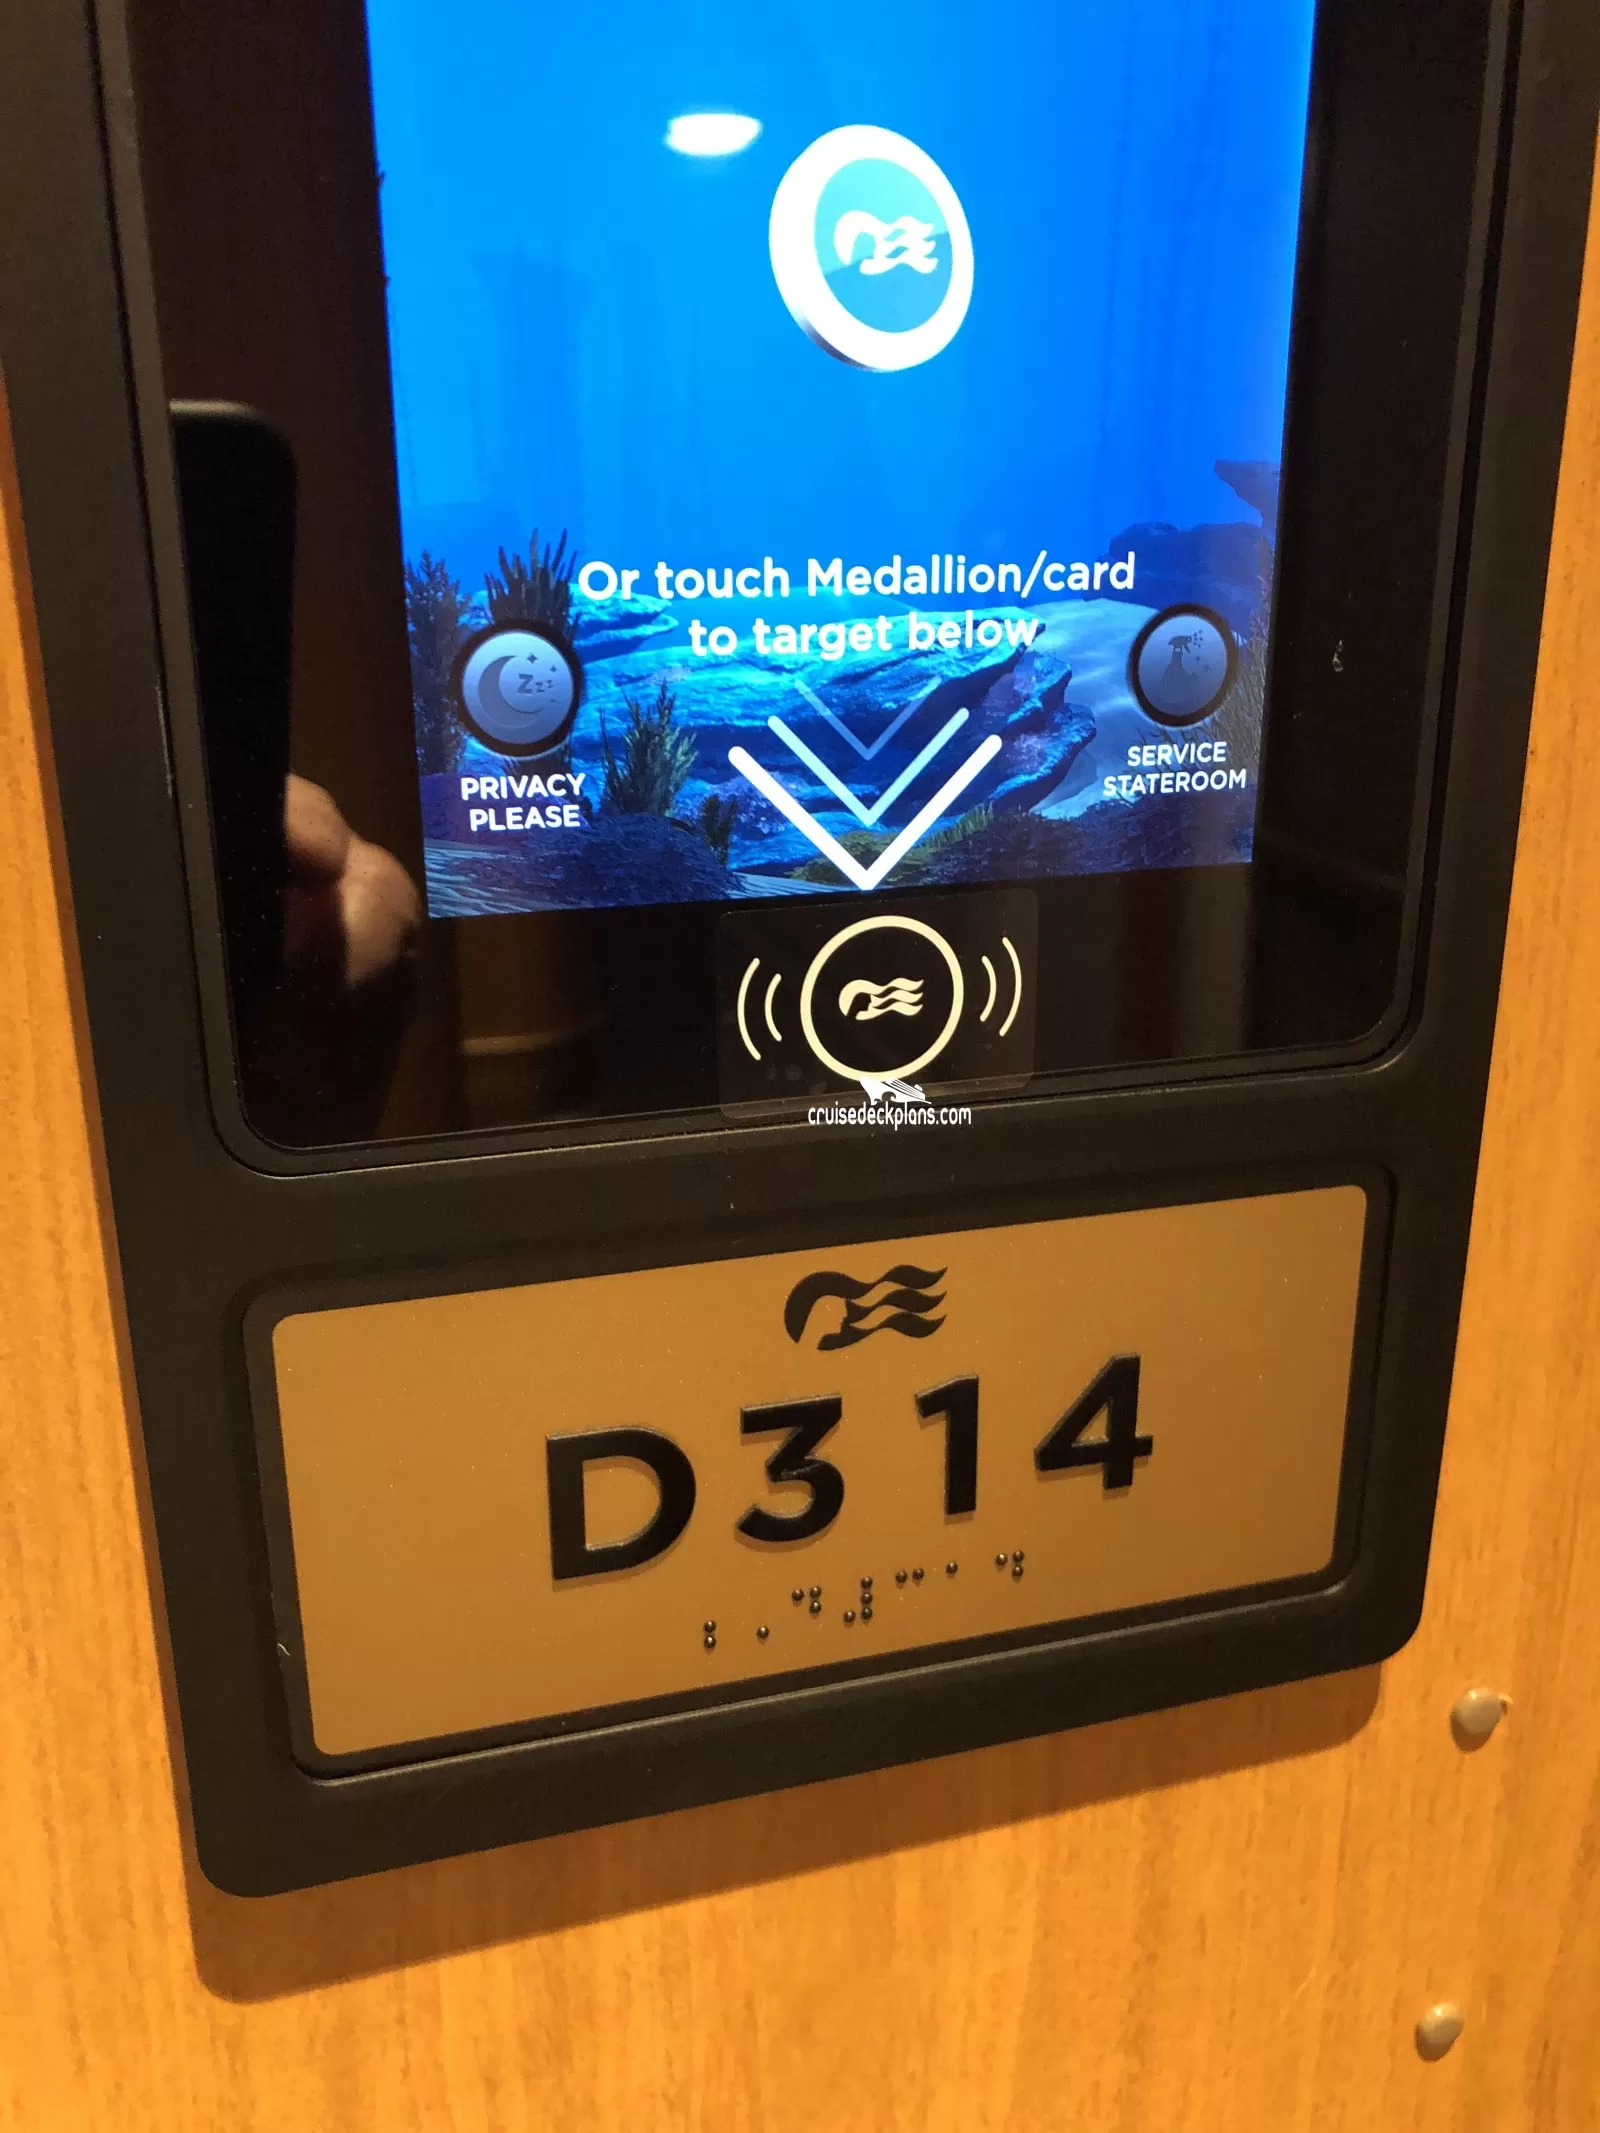 Or touch Medallion/card
to target below
PRIVACY
PLEASE
SERVICE
STATEROOM
Z z z
cruisedeckplans.com
D314
⠆⠠⠙⠼⠉⠁⠙